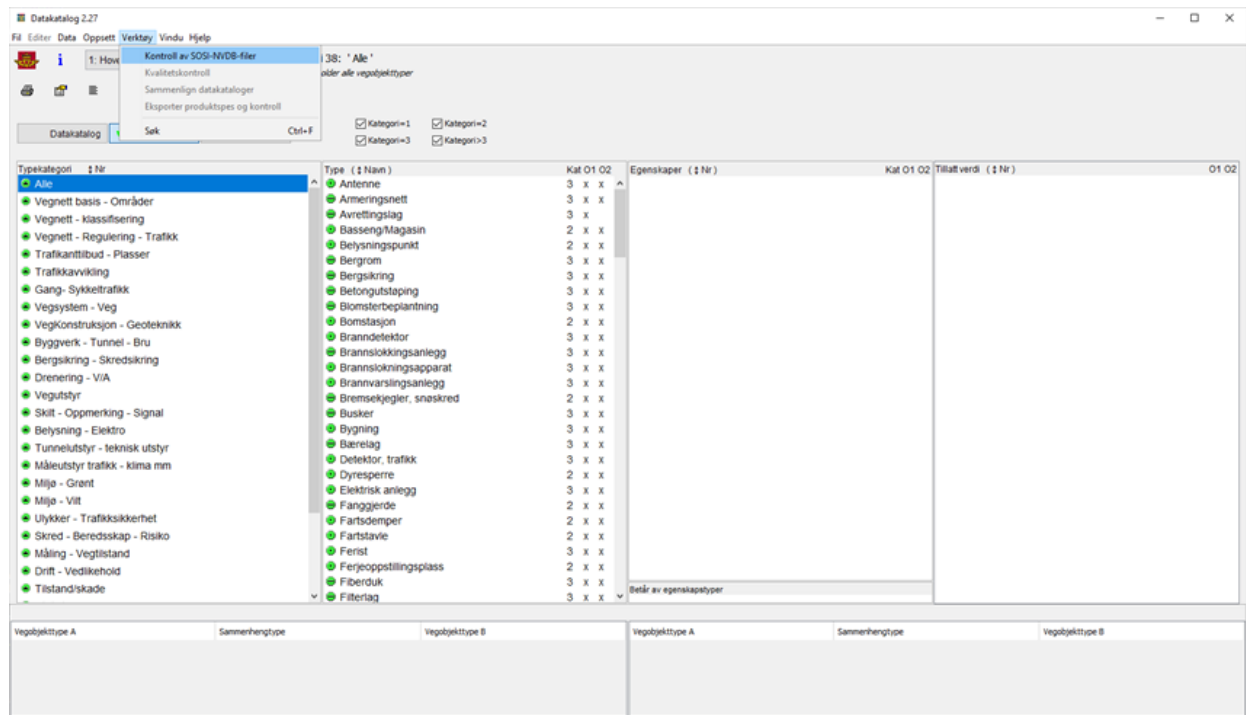 Datakatalog 2.27
Fil Editer Data Oppsett Verktøy Vindu Hjelp
1: Hove
Kontroll av SOSI-NVDB-filer
Kvalitetskontroll
Sammenlign datakataloger
Eksporter produktspes og kontroll
Søk Ctrl+F
38: ' Alle '
older alle vegobjekttyper
Datakatalog
Kategori=1 Kategori=2
Kategori=3 Kategori>3
Typekategori Nr
Alle
Vegnett basis - Områder
Vegnett - klassifisering
Vegnett - Regulering - Trafikk
Trafikanttilbud - Plasser
Trafikkavvikling
Gang- Sykkeltrafikk
Vegsystem - Veg
VegKonstruksjon - Geoteknikk
Byggverk - Tunnel - Bru
Bergsikring - Skredsikring
Drenering - V/A
Vegutstyr
Skilt - Oppmerking - Signal
Belysning - Elektro
Tunnelutstyr - teknisk utstyr
Måleutstyr trafikk - klima mm
Miljø - Grønt
Miljø - Vilt
Ulykker - Trafikksikkerhet
Skred - Beredsskap - Risiko
Måling - Vegtilstand
Drift - Vedlikehold
Tilstand/skade
Type ( Navn ) Kat O1 O2
Antenne 3 x x
Armeringsnett 3 x x
Avrettingslag 3 x
Basseng/Magasin 2 x x
Belysningspunkt 2 x x
Bergrom 3 x x
Bergsikring 3 x x
Betongutstøping 3 x x
Blomsterbeplantning 3 x x
Bomstasjon 2 x x
Branndetektor 3 x x
Brannslokkingsanlegg 3 x x
Brannslokningsapparat 3 x x
Brannvarslingsanlegg 3 x x
Bremsekjegler, snøskred 2 x x
Busker 3 x x
Bygning 3 x x
Bærelag 3 x x
Detektor, trafikk 3 x x
Dyresperre 2 x x
Elektrisk anlegg 3 x x
Fanggjerde 2 x x
Fartsdemper 2 x x
Fartstavle 2 x x
Ferist 3 x x
Ferjeoppstillingsplass 2 x x
Fiberduk 3 x x
Filterlag 3 x x
Egenskaper ( Nr ) Kat O1 O2
Betår av egenskapstyper
Tillatt verdi ( Nr ) O1 O2
Vegobjekttype A Sammenhengtype Vegobjekttype B
Vegobjekttype A Sammenhengtype Vegobjekttype B